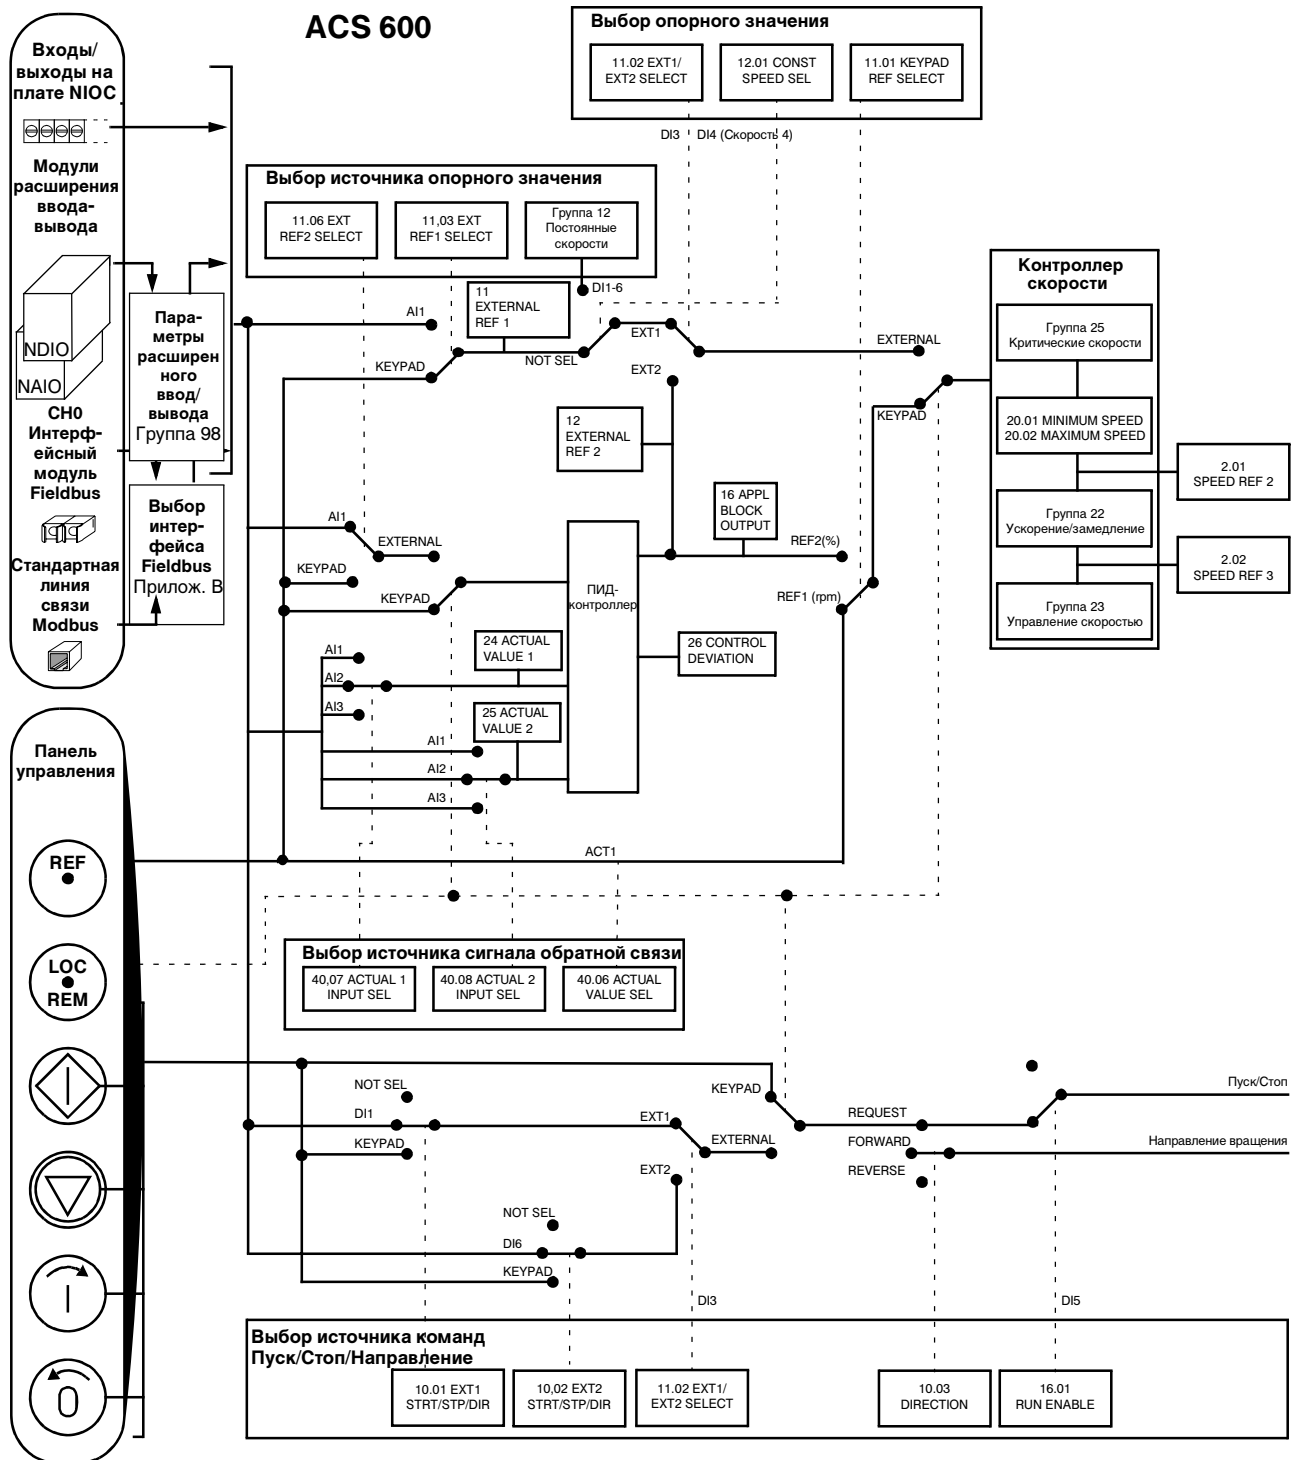 ACS 600
Входы/
выходы на
плате NIOC
Модули
расширения
ввода-
вывода
NDIO
NAIO
CH0
Интерф-
ейсный
модуль
Fieldbus
Стандартная
линия
связи
Modbus
Пара-
метры
расширен
ного
ввод/
вывода
Группа 98
Выбор
интер-
фейса
Fieldbus
Прилож. B
Выбор опорного значения
11.02 EXT1/
EXT2 SELECT
12.01 CONST
SPEED SEL
11.01 KEYPAD
REF SELECT
DI3
DI4 (Скорость 4)
Выбор источника опорного значения
11.06 EXT
REF2 SELECT
11,03 EXT
REF1 SELECT
Группа 12
Постоянные
скорости
DI1-6
11
EXTERNAL
REF 1
AI1
KEYPAD
NOT SEL
EXT1
EXT2
EXTERNAL
KEYPAD
12
EXTERNAL
REF 2
16 APPL
BLOCK
OUTPUT
REF2(%)
REF1 (rpm)
AI1
EXTERNAL
KEYPAD
KEYPAD
ПИД-
контроллер
24 ACTUAL
VALUE 1
25 ACTUAL
VALUE 2
26 CONTROL
DEVIATION
AI1
AI2
AI3
AI1
AI2
AI3
ACT1
Контроллер
скорости
Группа 25
Критические скорости
20.01 MINIMUM SPEED
20.02 MAXIMUM SPEED
Группа 22
Ускорение/замедление
Группа 23
Управление скоростью
2.01
SPEED REF 2
2.02
SPEED REF 3
Панель
управления
REF
LOC
REM
Выбор источника сигнала обратной связи
40,07 ACTUAL 1
INPUT SEL
40.08 ACTUAL 2
INPUT SEL
40.06 ACTUAL
VALUE SEL
NOT SEL
DI1
KEYPAD
EXT1
EXT2
KEYPAD
EXTERNAL
REQUEST
FORWARD
REVERSE
Пуск/Стоп
Направление вращения
NOT SEL
DI6
KEYPAD
DI3
DI5
Выбор источника команд
Пуск/Стоп/Направление
10.01 EXT1
STRT/STP/DIR
10,02 EXT2
STRT/STP/DIR
11.02 EXT1/
EXT2 SELECT
10.03
DIRECTION
16.01
RUN ENABLE